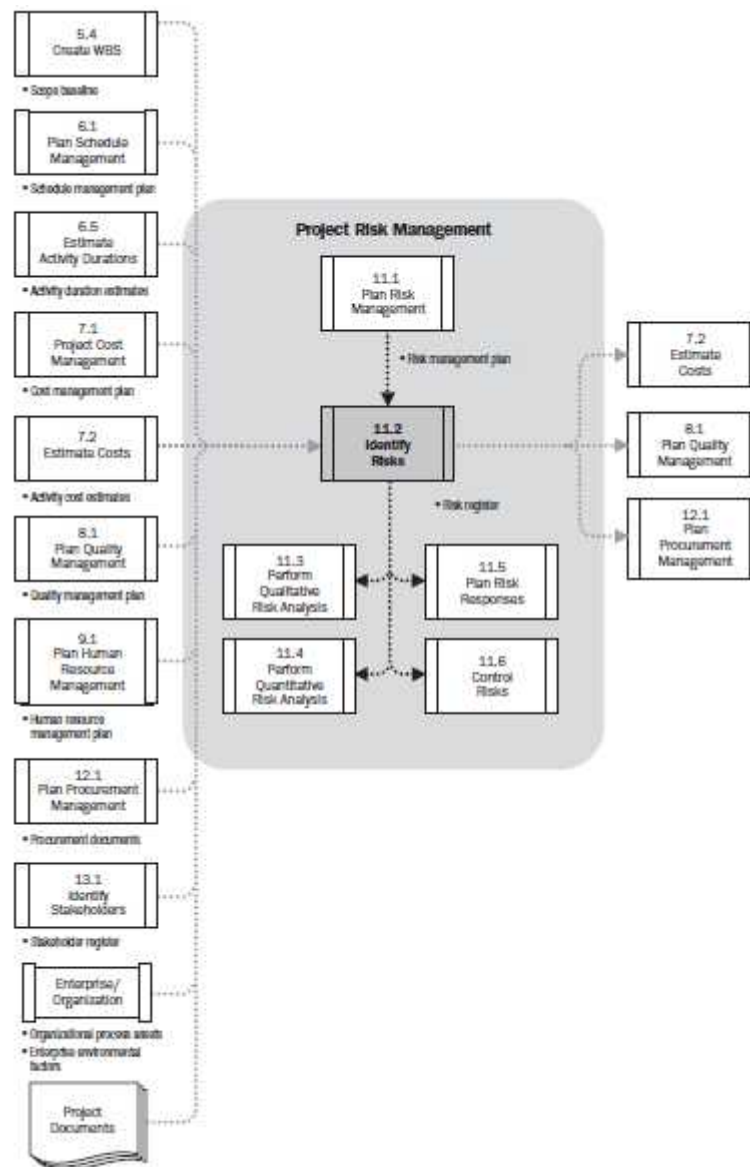 5.4
Create WBS
• Scope baseline
6.1
Plan Schedule
Management
• Schedule management plan
6.5
Estimate
Activity Durations
• Activity duration estimates
7.1
Project Cost
Management
• Cost management plan
7.2
Estimate Costs
• Activity cost estimates
8.1
Plan Quality
Management
• Quality management plan
9.1
Plan Human
Resource
Management
• Human resource
management plan
12.1
Plan Procurement
Management
• Procurement documents
13.1
Identify
Stakeholders
• Stakeholder register
Enterprise/
Organization
• Organizational process assets
• Enterprise environmental
factors
Project
Documents
Project Risk Management
11.1
Plan Risk
Management
• Risk management plan
11.2
Identify
Risks
• Risk register
11.3
Perform
Qualitative
Risk Analysis
11.5
Plan Risk
Responses
11.4
Perform
Quantitative
Risk Analysis
11.6
Control
Risks
7.2
Estimate
Costs
8.1
Plan Quality
Management
12.1
Plan
Procurement
Management